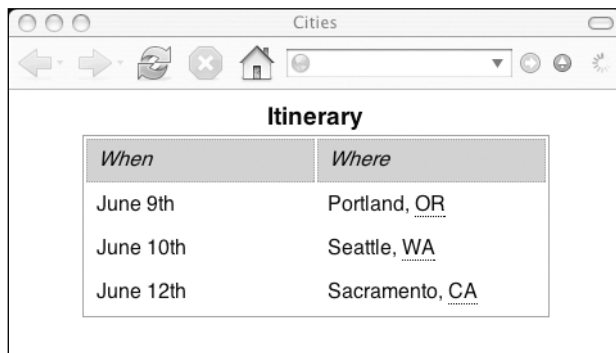 Cities
Itinerary
When Where
June 9th Portland, OR
June 10th Seattle, WA
June 12th Sacramento, CA